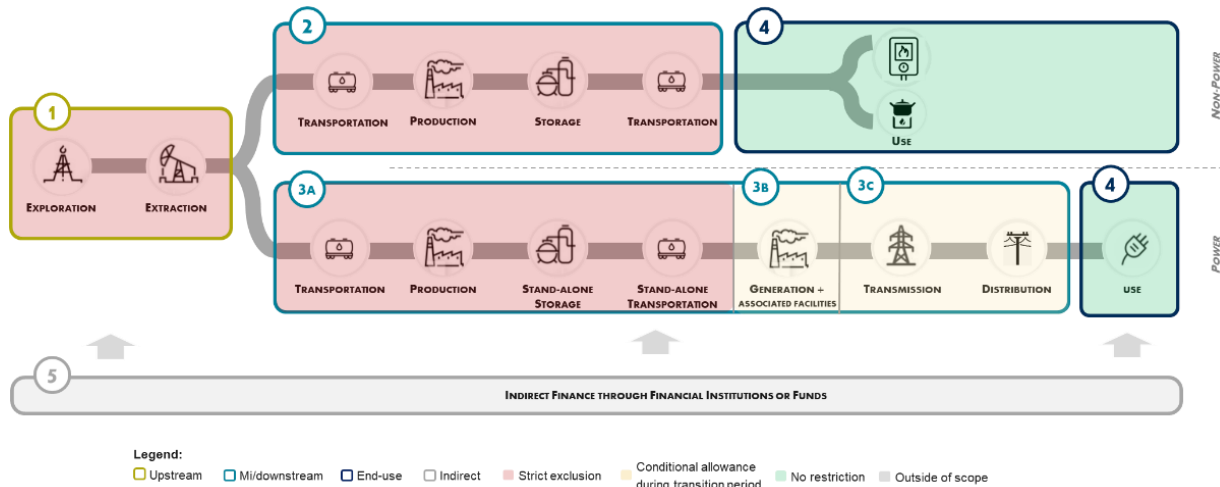 2
4
NON-POWER
TRANSPORTATION
PRODUCTION
STORAGE
TRANSPORTATION
USE
1
EXPLORATION
EXTRACTION
3A
3B
3C
4
POWER
TRANSPORTATION
PRODUCTION
STAND-ALONE
STORAGE
STAND-ALONE
TRANSPORTATION
GENERATION +
ASSOCIATED FACILITIES
TRANSMISSION
DISTRIBUTION
USE
5
INDIRECT FINANCE THROUGH FINANCIAL INSTITUTIONS OR FUNDS
Legend:
Upstream
Mi/downstream
End-use
Indirect
Strict exclusion
Conditional allowance
during transition period
No restriction
Outside of scope